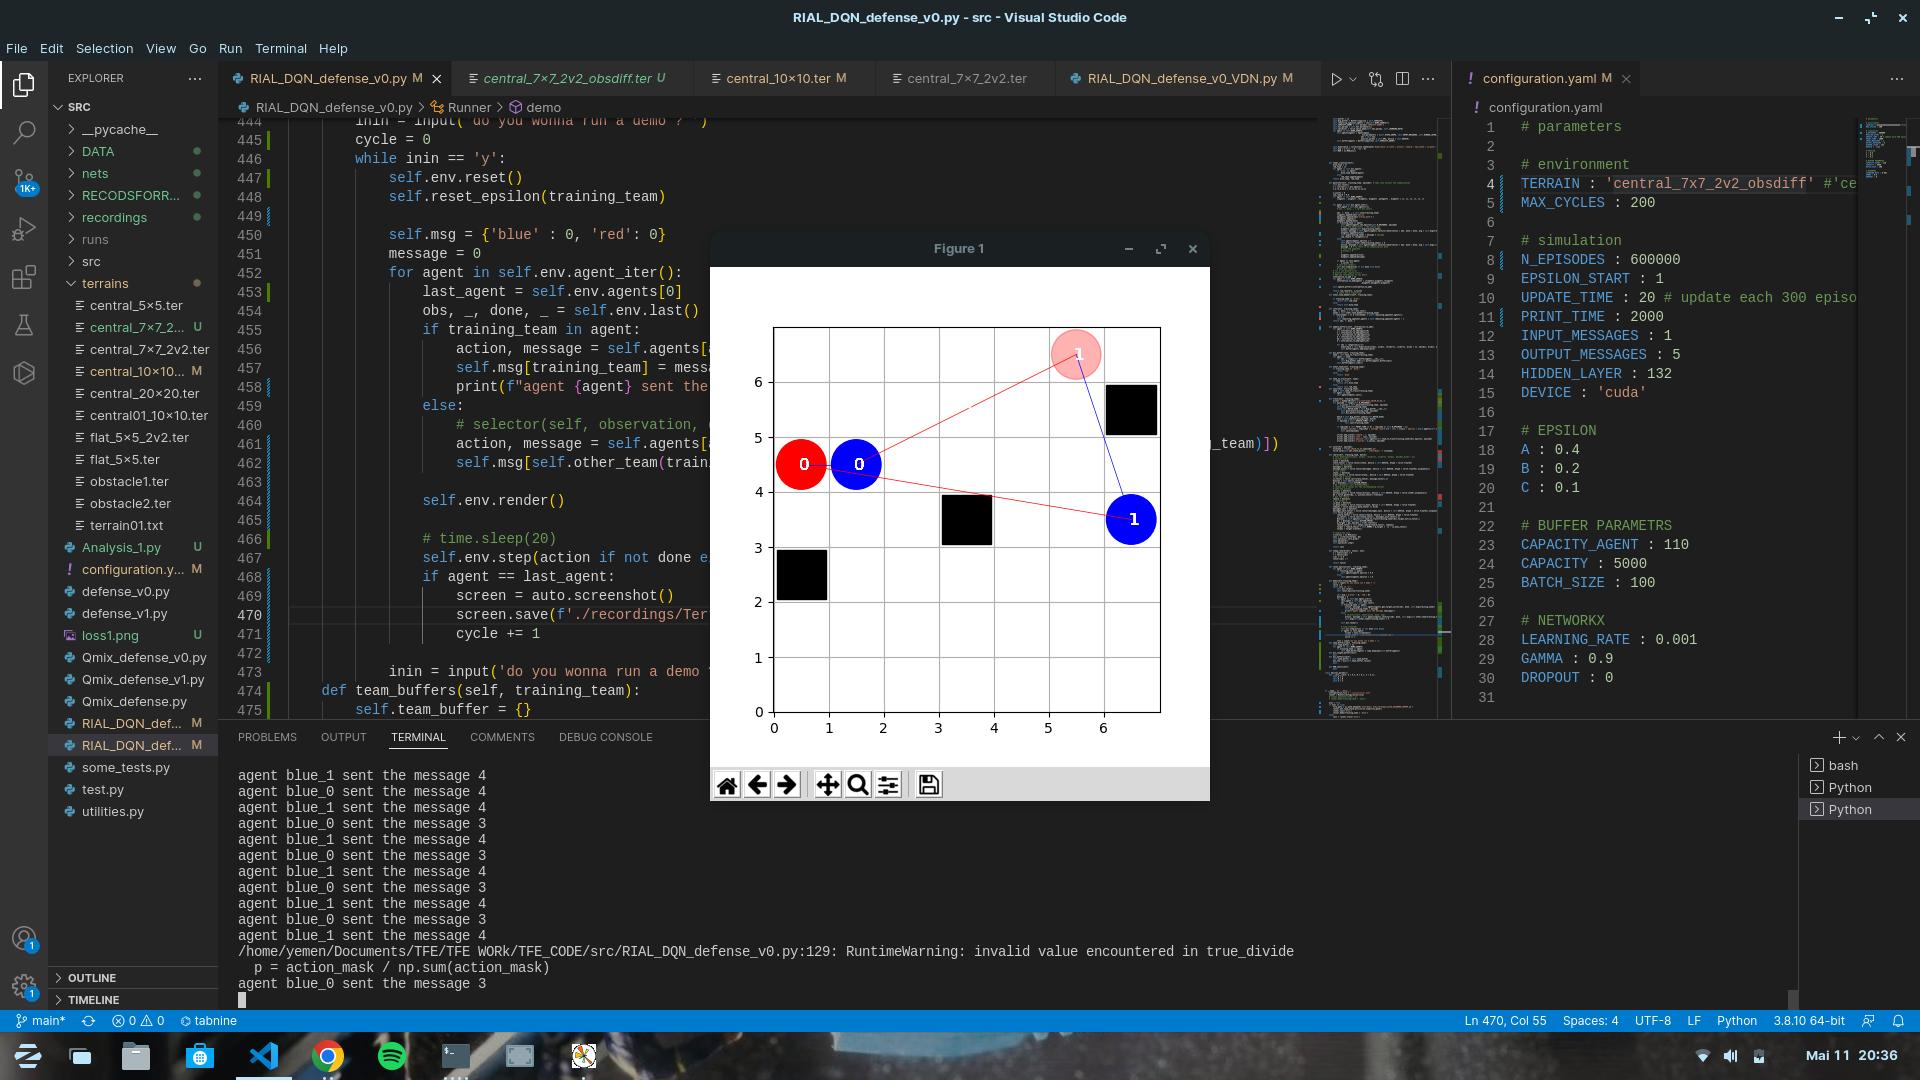 RIAL_DQN_defense_v0.py - src - Visual Studio Code
File Edit Selection View Go Run Terminal Help
EXPLORER
SRC
__pycache__
DATA
nets
RECODSFORR...
recordings
runs
src
terrains
central_5×5.ter
central_7×7_2... U
central_7×7_2v2.ter
central_10×10... M
central_20×20.ter
central01_10×10.ter
flat_5×5_2v2.ter
flat_5×5.ter
obstacle1.ter
obstacle2.ter
terrain01.txt
Analysis_1.py U
configuration.y... M
defense_v0.py
defense_v1.py
loss1.png U
Qmix_defense_v0.py
Qmix_defense_v1.py
Qmix_defense.py
RIAL_DQN_def... M
RIAL_DQN_def... M
some_tests.py
test.py
utilities.py
OUTLINE
TIMELINE
1K+
1
1
RIAL_DQN_defense_v0.py M
central_7×7_2v2_obsdiff.ter U
central_10×10.ter M
central_7×7_2v2.ter
RIAL_DQN_defense_v0_VDN.py M
RIAL_DQN_defense_v0.py > Runner > demo
444 inin = input('do you wonna run a demo ? ')
445 cycle = 0
446 while inin == 'y':
447 self.env.reset()
448 self.reset_epsilon(training_team)
449
450 self.msg = {'blue' : 0, 'red': 0}
451 message = 0
452 for agent in self.env.agent_iter():
453 last_agent = self.env.agents[0]
454 obs, _, done, _ = self.env.last()
455 if training_team in agent:
456 action, message = self.agents[
457 self.msg[training_team] = mess
458 print(f"agent {agent} sent the
459 else:
460 # selector(self, observation,
461 action, message = self.agents[ g_team)])
462 self.msg[self.other_team(train
463
464 self.env.render()
465
466 # time.sleep(20)
467 self.env.step(action if not done e
468 if agent == last_agent:
469 screen = auto.screenshot()
470 screen.save(f'./recordings/Ter
471 cycle += 1
472
473 inin = input('do you wonna run a demo
474 def team_buffers(self, training_team):
475 self.team_buffer = {}
Figure 1
6
5
4
3
2
1
0
0 1 2 3 4 5 6
1
0
0
1
configuration.yaml M
configuration.yaml
1 # parameters
2
3 # environment
4 TERRAIN : 'central_7x7_2v2_obsdiff' #'ce
5 MAX_CYCLES : 200
6
7 # simulation
8 N_EPISODES : 600000
9 EPSILON_START : 1
10 UPDATE_TIME : 20 # update each 300 episo
11 PRINT_TIME : 2000
12 INPUT_MESSAGES : 1
13 OUTPUT_MESSAGES : 5
14 HIDDEN_LAYER : 132
15 DEVICE : 'cuda'
16
17 # EPSILON
18 A : 0.4
19 B : 0.2
20 C : 0.1
21
22 # BUFFER PARAMETRS
23 CAPACITY_AGENT : 110
24 CAPACITY : 5000
25 BATCH_SIZE : 100
26
27 # NETWORKX
28 LEARNING_RATE : 0.001
29 GAMMA : 0.9
30 DROPOUT : 0
31
PROBLEMS OUTPUT TERMINAL COMMENTS DEBUG CONSOLE
agent blue_1 sent the message 4
agent blue_0 sent the message 4
agent blue_1 sent the message 4
agent blue_0 sent the message 3
agent blue_1 sent the message 4
agent blue_0 sent the message 3
agent blue_1 sent the message 4
agent blue_0 sent the message 3
agent blue_1 sent the message 4
agent blue_0 sent the message 3
agent blue_1 sent the message 4
/home/yemen/Documents/TFE/TFE WORk/TFE_CODE/src/RIAL_DQN_defense_v0.py:129: RuntimeWarning: invalid value encountered in true_divide
p = action_mask / np.sum(action_mask)
agent blue_0 sent the message 3
bash
Python
Python
main* 0 0 tabnine
Ln 470, Col 55 Spaces: 4 UTF-8 LF Python 3.8.10 64-bit
Mai 11 20:36